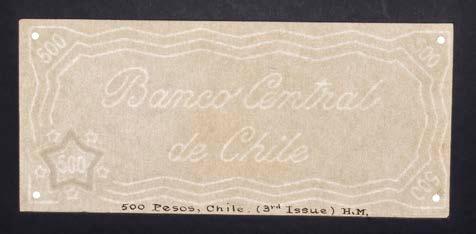 500
500
Banco Central
de Chile
500
500
500 Pesos, Chile. (3rd Issue) H.M.